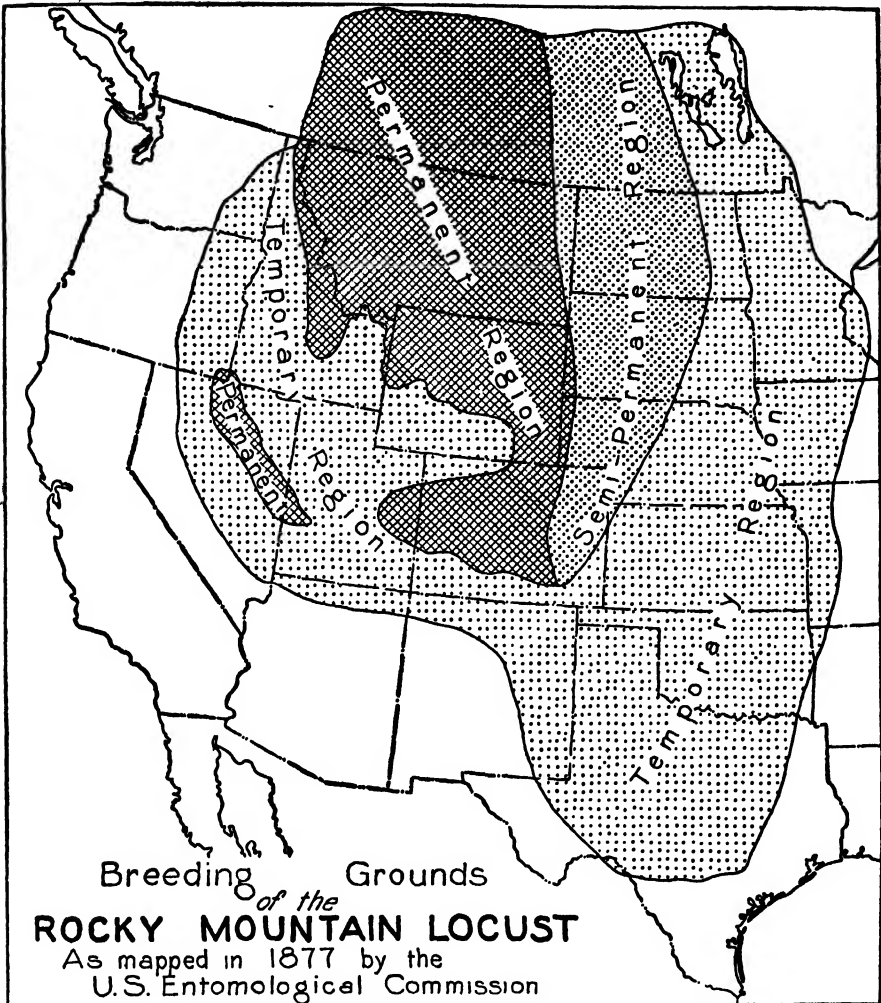 Permanent Region
Semi-Permanent Region
Temporary Region
Permanent
Temporary Region
Breeding Grounds
of the
ROCKY MOUNTAIN LOCUST
As mapped in 1877 by the
U.S. Entomological Commission